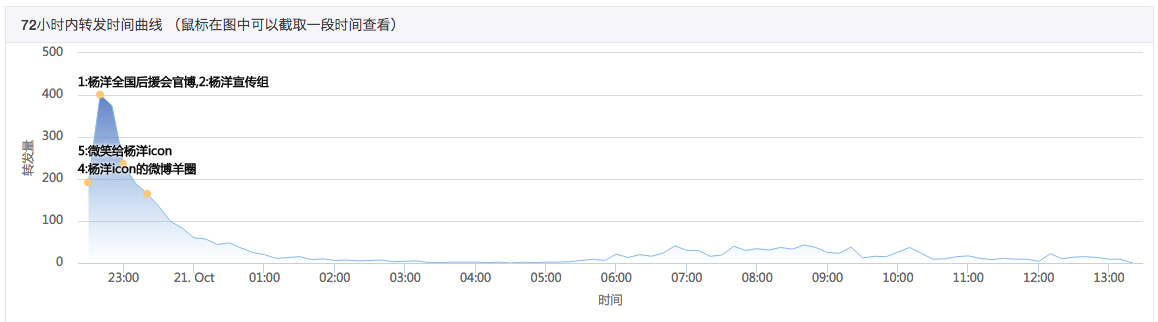 72小时内转发时间曲线 （鼠标在图中可以截取一段时间查看）
500
1:杨洋全国后援会官博,2:杨洋宣传组
400
300
5:微笑给杨洋icon
4:杨洋icon的微博羊圈
转发量
200
100
0
23:00 21. Oct 01:00 02:00 03:00 04:00 05:00 06:00 07:00 08:00 09:00 10:00 11:00 12:00 13:00
时间